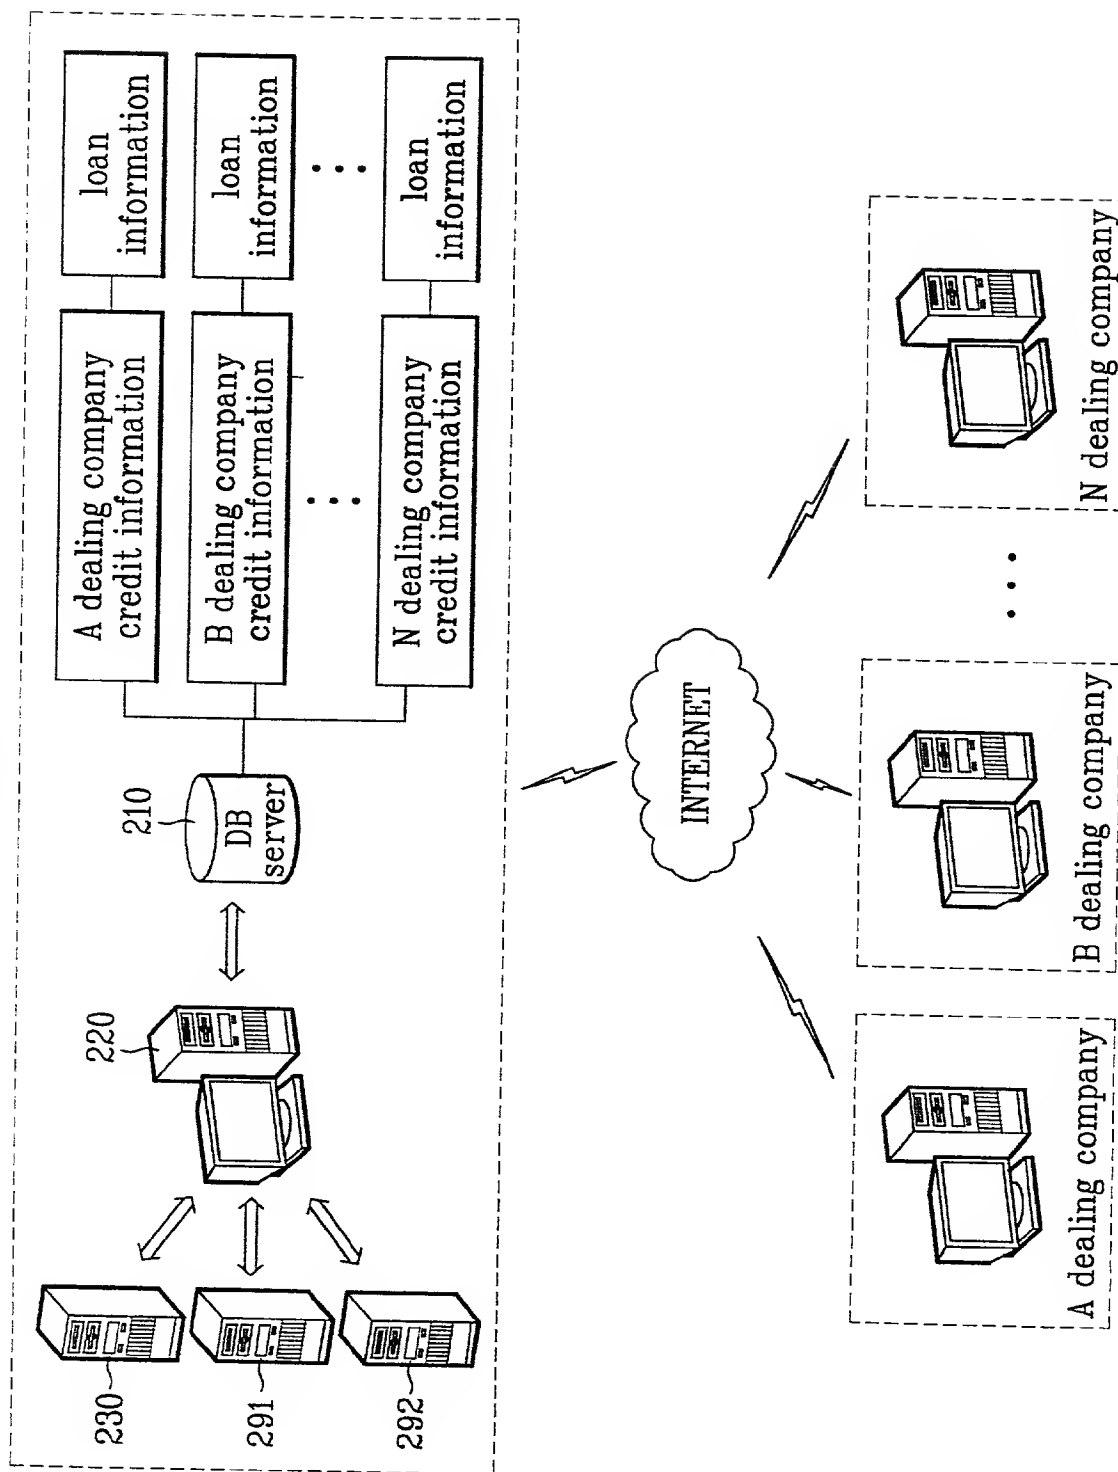 230
291
292
220
210
DB
server
A dealing company
credit information
loan
information
B dealing company
credit information
loan
information
N dealing company
credit information
loan
information
INTERNET
A dealing company
B dealing company
N dealing company